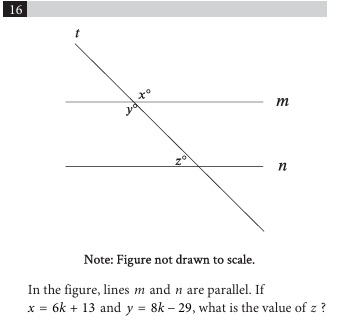 16
t
x°
m
y°
z°
n
Note: Figure not drawn to scale.
In the figure, lines m and n are parallel. If
x = 6k + 13 and y = 8k − 29, what is the value of z ?